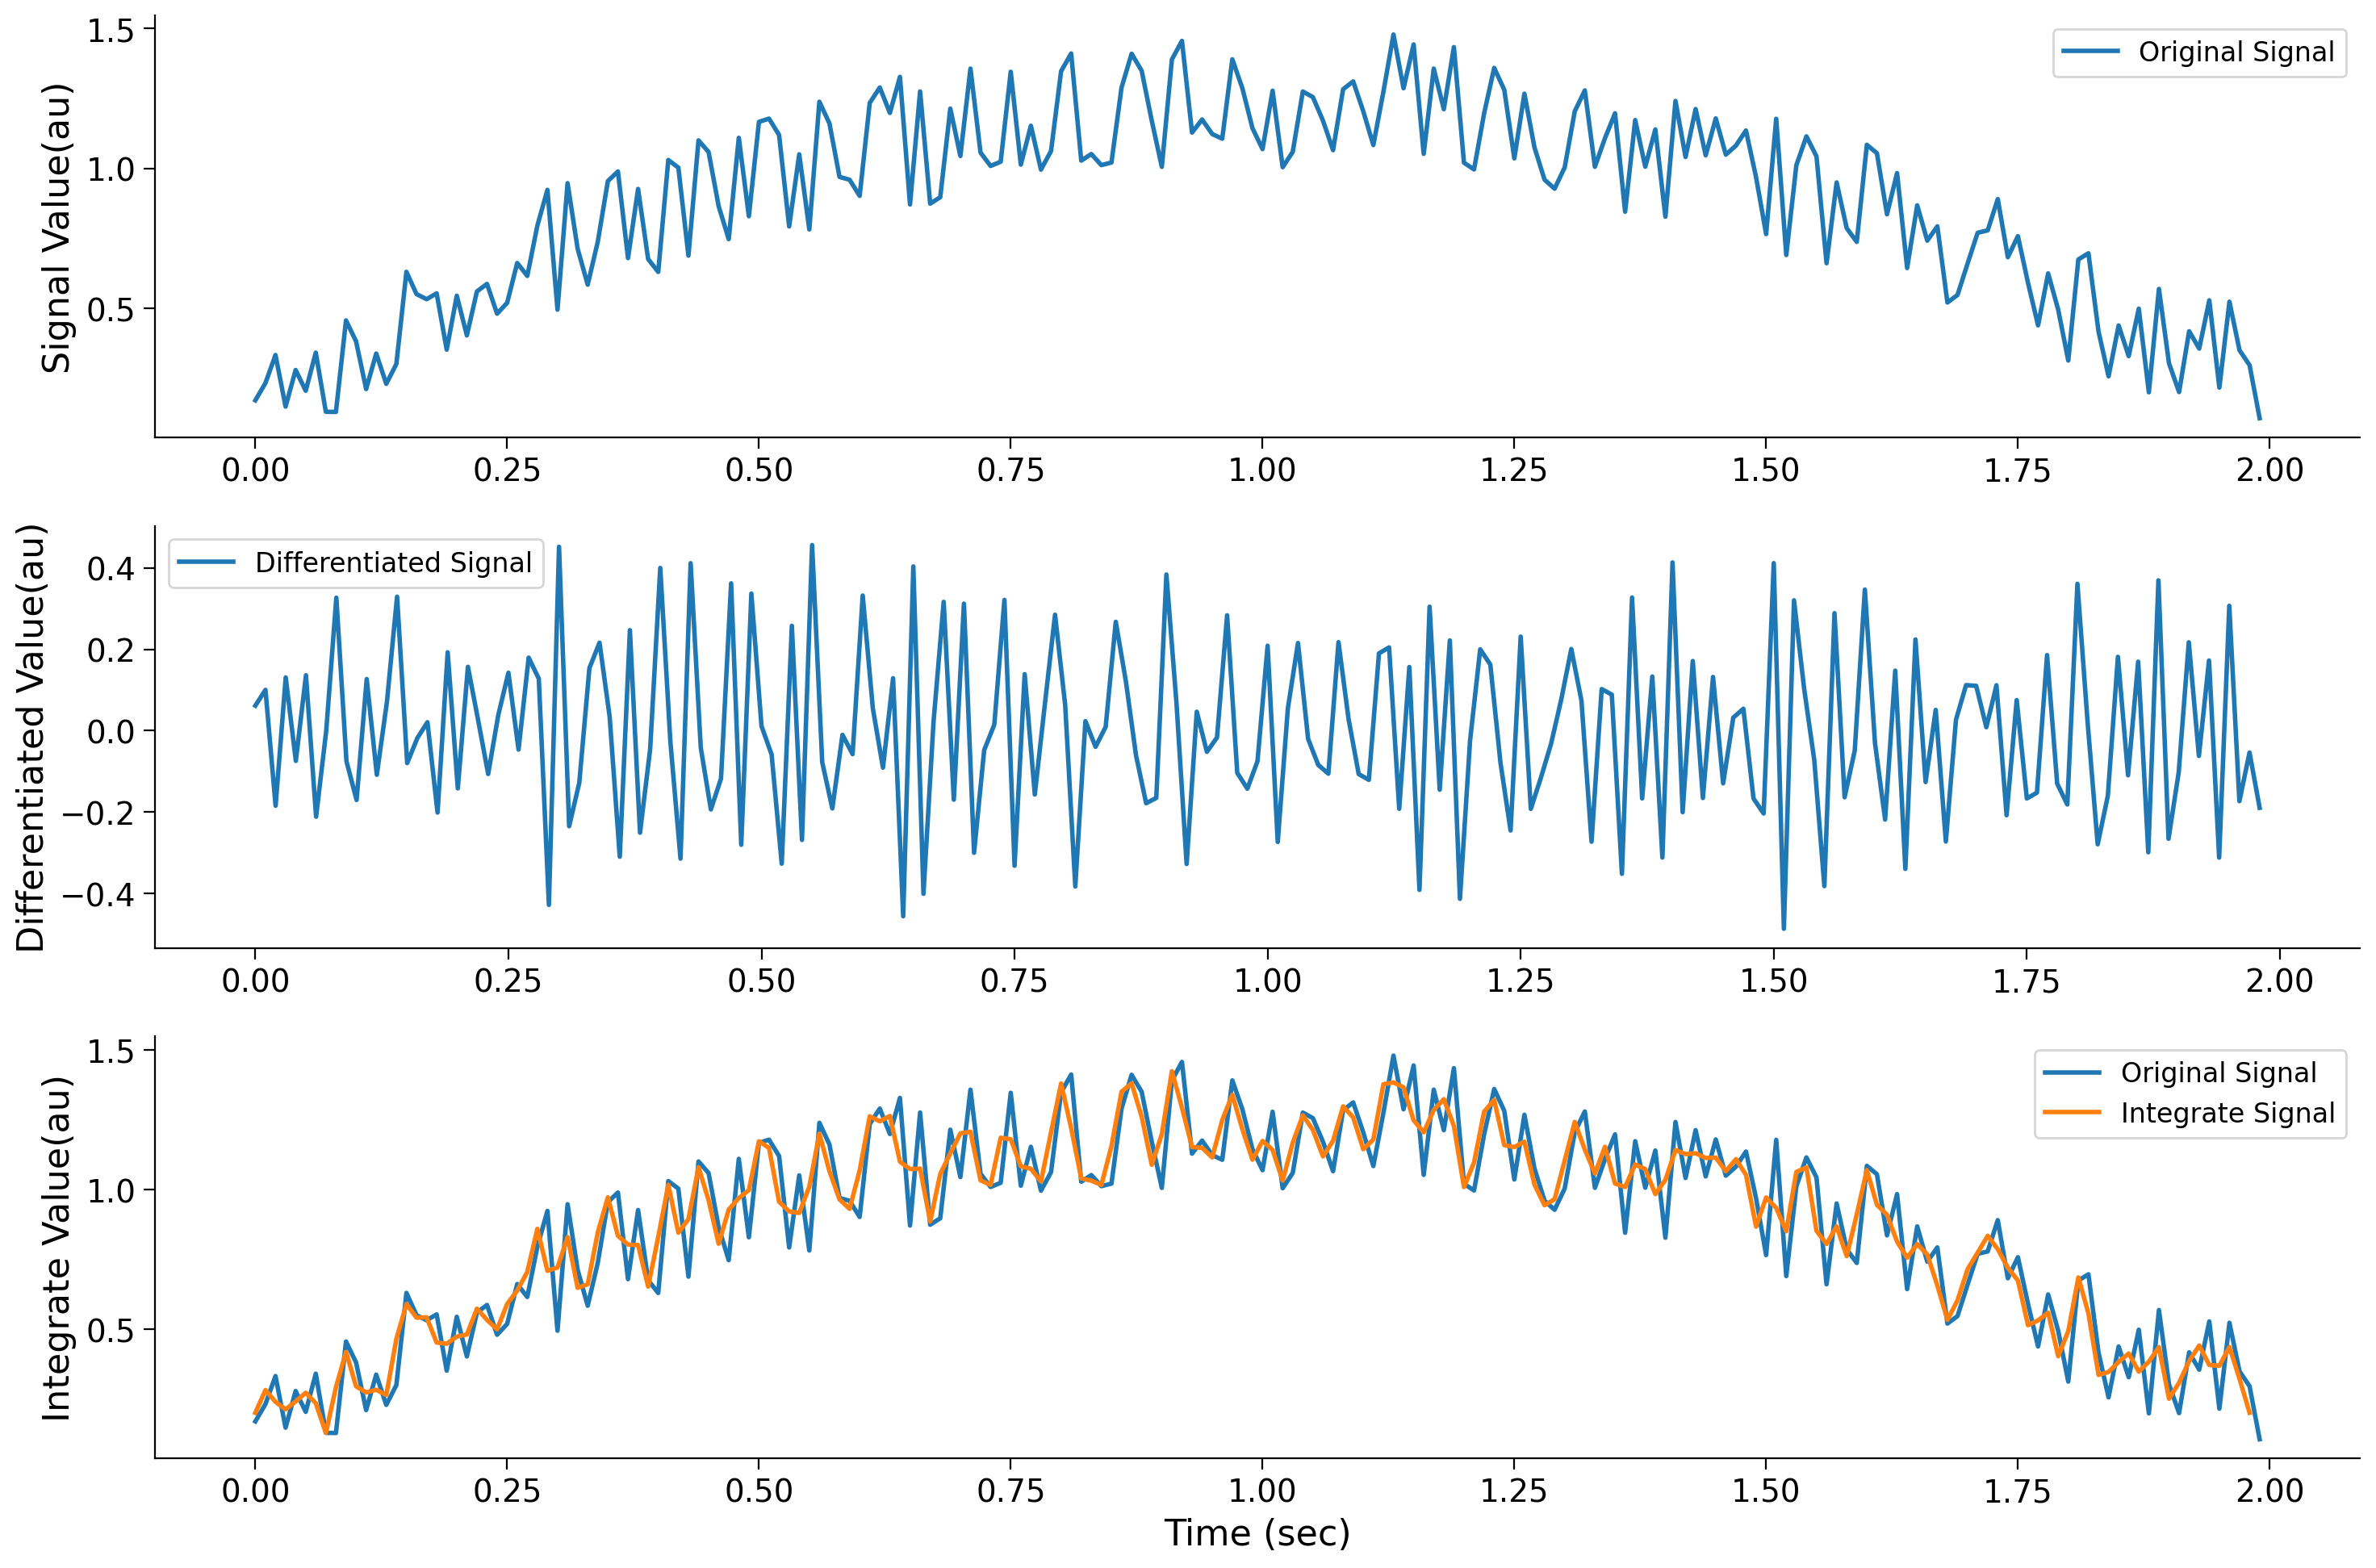 1.5
1.0
0.5
Signal Value(au)
Original Signal
0.00 0.25 0.50 0.75 1.00 1.25 1.50 1.75 2.00
0.4
0.2
0.0
−0.2
−0.4
Differentiated Value(au)
Differentiated Signal
0.00 0.25 0.50 0.75 1.00 1.25 1.50 1.75 2.00
1.5
1.0
0.5
Integrate Value(au)
Original Signal
Integrate Signal
0.00 0.25 0.50 0.75 1.00 1.25 1.50 1.75 2.00
Time (sec)